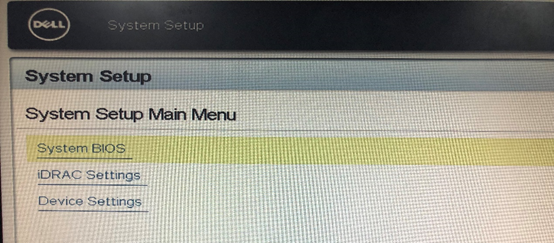 DELL
System Setup
System Setup
System Setup Main Menu
System BIOS
iDRAC Settings
Device Settings